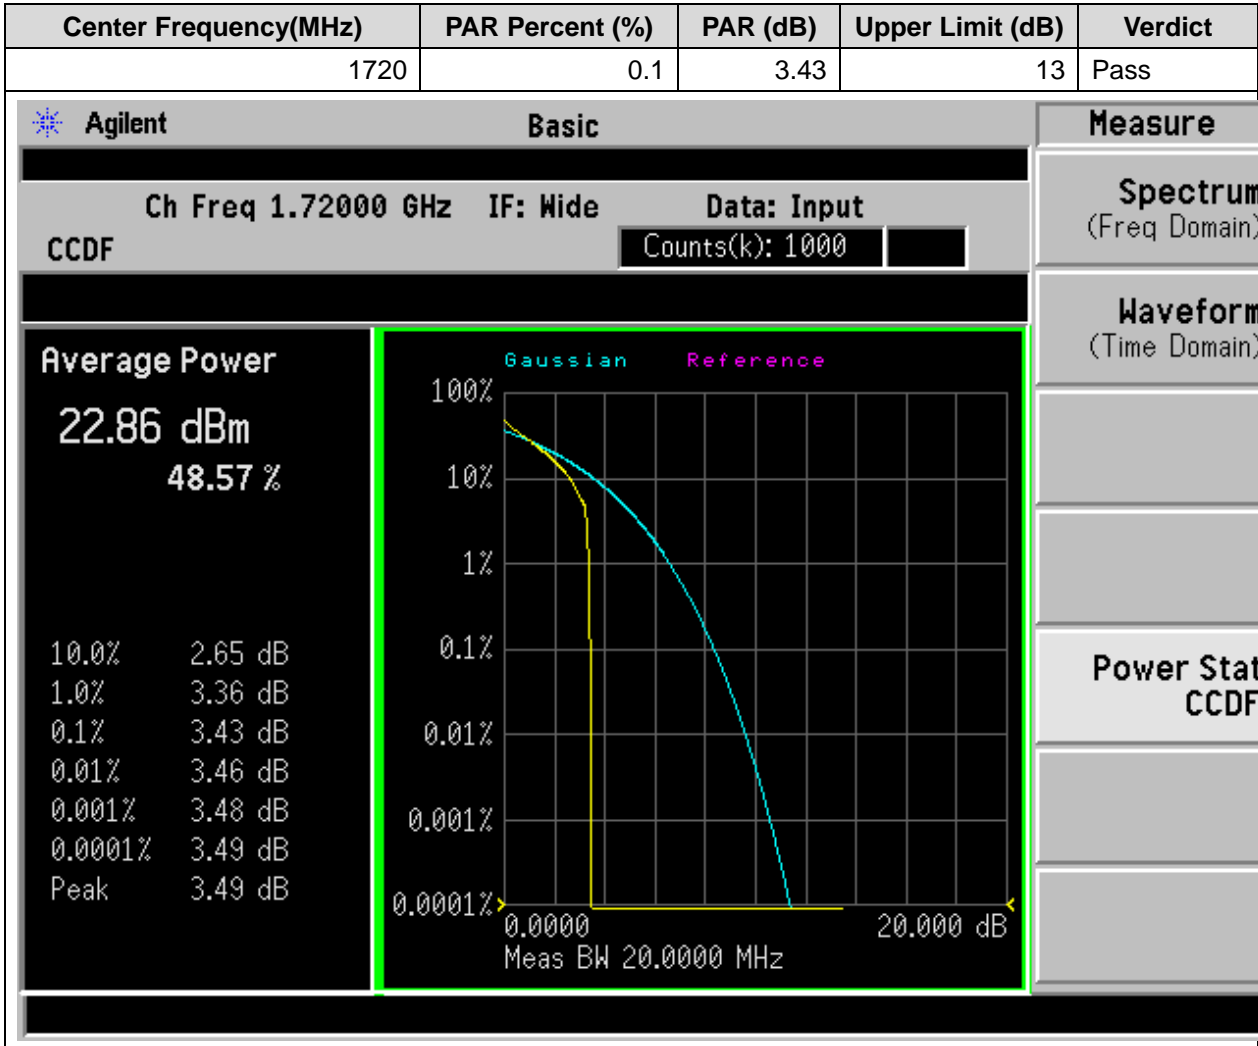 Center Frequency(MHz) PAR Percent (%) PAR (dB) Upper Limit (dB) Verdict
1720 0.1 3.43 13 Pass
Agilent Basic Measure
Ch Freq 1.72000 GHz IF: Wide Data: Input
CCDF Counts(k): 1000
Spectrum
(Freq Domain)
Waveform
(Time Domain)
Power Stat
CCDF
Average Power
22.86 dBm
48.57 %
10.0% 2.65 dB
1.0% 3.36 dB
0.1% 3.43 dB
0.01% 3.46 dB
0.001% 3.48 dB
0.0001% 3.49 dB
Peak 3.49 dB
Gaussian Reference
100%
10%
1%
0.1%
0.01%
0.001%
0.0001%
0.0000 20.000 dB
Meas BW 20.0000 MHz